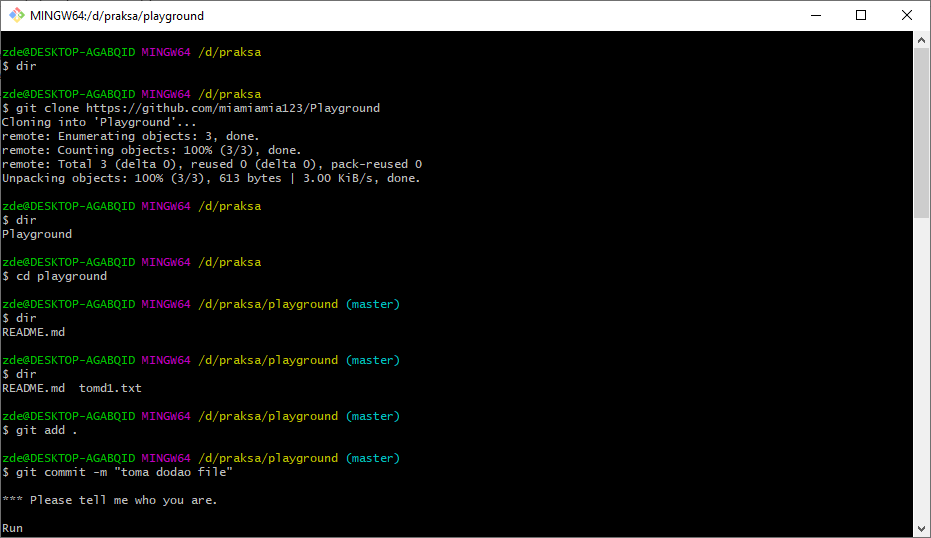 MINGW64:/d/praksa/playground
zde@DESKTOP-AGABQID MINGW64 /d/praksa
$ dir
zde@DESKTOP-AGABQID MINGW64 /d/praksa
$ git clone https://github.com/miamiamia123/Playground
Cloning into 'Playground'...
remote: Enumerating objects: 3, done.
remote: Counting objects: 100% (3/3), done.
remote: Total 3 (delta 0), reused 0 (delta 0), pack-reused 0
Unpacking objects: 100% (3/3), 613 bytes | 3.00 KiB/s, done.
zde@DESKTOP-AGABQID MINGW64 /d/praksa
$ dir
Playground
zde@DESKTOP-AGABQID MINGW64 /d/praksa
$ cd playground
zde@DESKTOP-AGABQID MINGW64 /d/praksa/playground (master)
$ dir
README.md
zde@DESKTOP-AGABQID MINGW64 /d/praksa/playground (master)
$ dir
README.md  tomd1.txt
zde@DESKTOP-AGABQID MINGW64 /d/praksa/playground (master)
$ git add .
zde@DESKTOP-AGABQID MINGW64 /d/praksa/playground (master)
$ git commit -m "toma dodao file"
*** Please tell me who you are.
Run